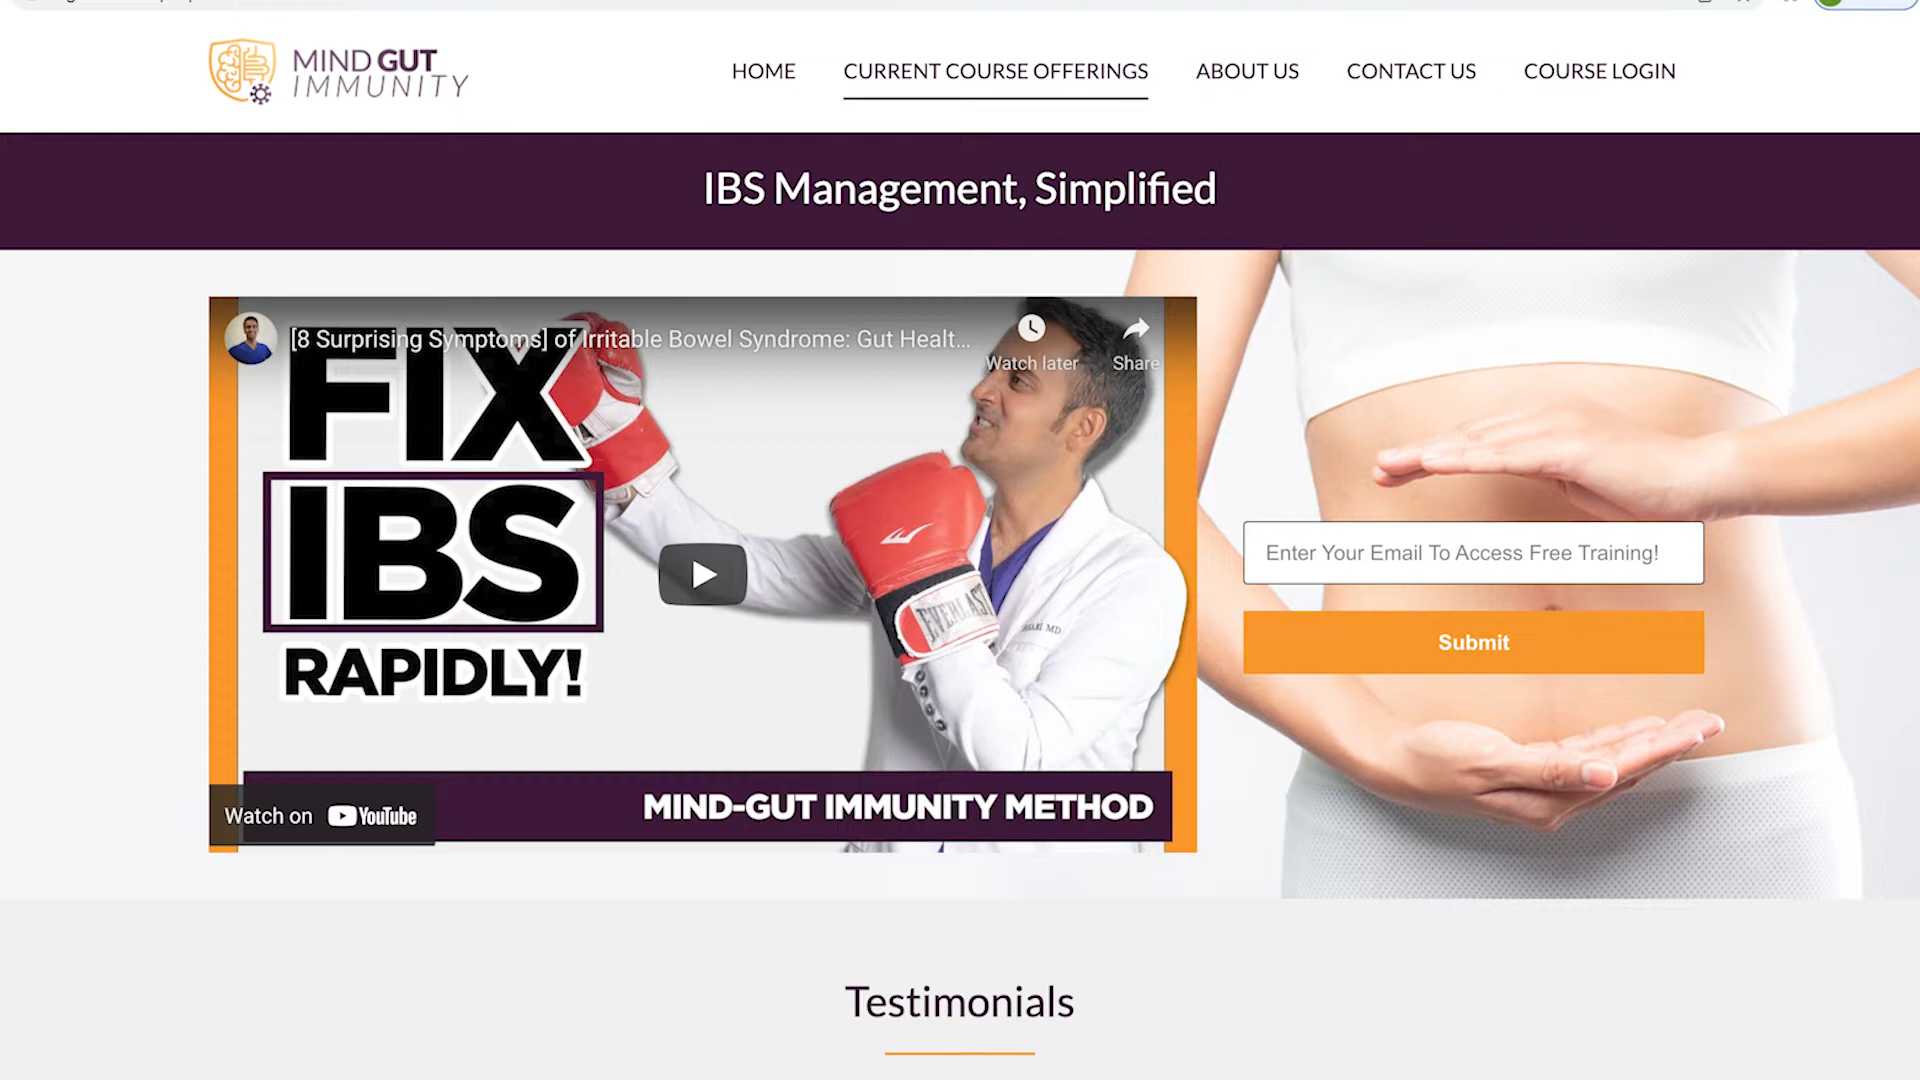 MIND GUT
IMMUNITY
HOME
CURRENT COURSE OFFERINGS
ABOUT US
CONTACT US
COURSE LOGIN
IBS Management, Simplified
[8 Surprising Symptoms] of Irritable Bowel Syndrome: Gut Healt...
Watch later
Share
FIX
IBS
RAPIDLY!
EVERLAST
MD
MIND-GUT IMMUNITY METHOD
Watch on YouTube
Enter Your Email To Access Free Training!
Submit
Testimonials